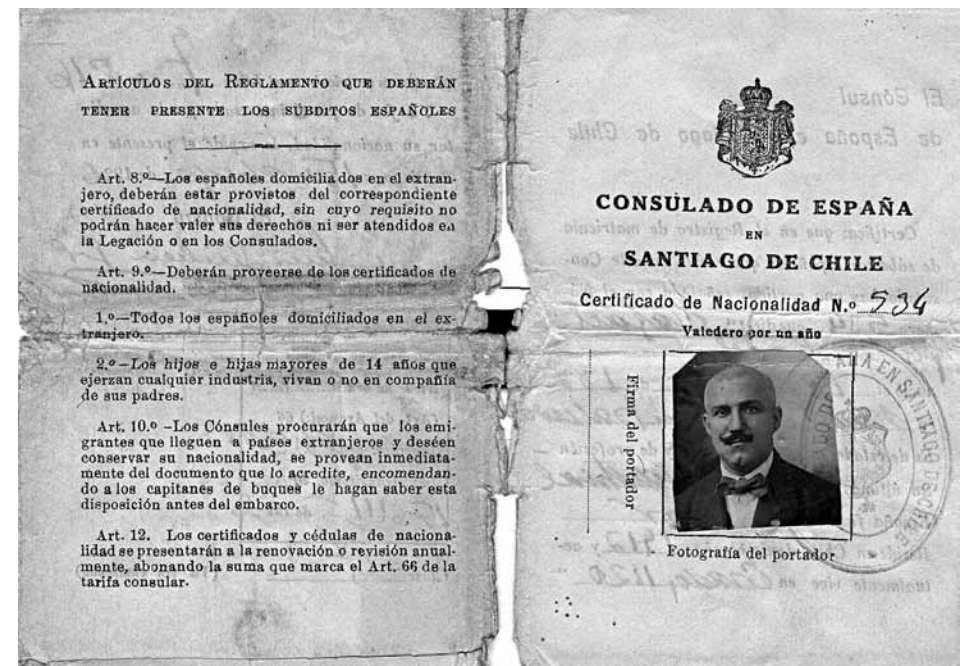 ARTÍCULOS DEL REGLAMENTO QUE DEBERÁN
TENER PRESENTE LOS SÚBDITOS ESPAÑOLES
Art. 8.º—Los españoles domiciliados en el extran-
jero, deberán estar provistos del correspondiente
certificado de nacionalidad, sin cuyo requisito no
podrán hacer valer sus derechos ni ser atendidos en
la Legación o en los Consulados.
Art. 9.º—Deberán proveerse de los certificados de
nacionalidad.
1.º—Todos los españoles domiciliados en el ex-
tranjero.
2.º—Los hijos e hijas mayores de 14 años que
ejerzan cualquier industria, vivan o no en compañía
de sus padres.
Art. 10.º -Los Cónsules procurarán que los emi-
grantes que lleguen a países extranjeros y deséen
conservar su nacionalidad, se provean inmediata-
mente del documento que lo acredite, encomendan-
do a los capitanes de buques le hagan saber esta
disposición antes del embarco.
Art. 12. Los certificados y cédulas de naciona-
lidad se presentarán a la renovación o revisión anual-
mente, abonando la suma que marca el Art. 66 de la
tarifa consular.
CONSULADO DE ESPAÑA
EN
SANTIAGO DE CHILE
Certificado de Nacionalidad N.º 534
Valedero por un año
Firma del portador
Fotografía del portador